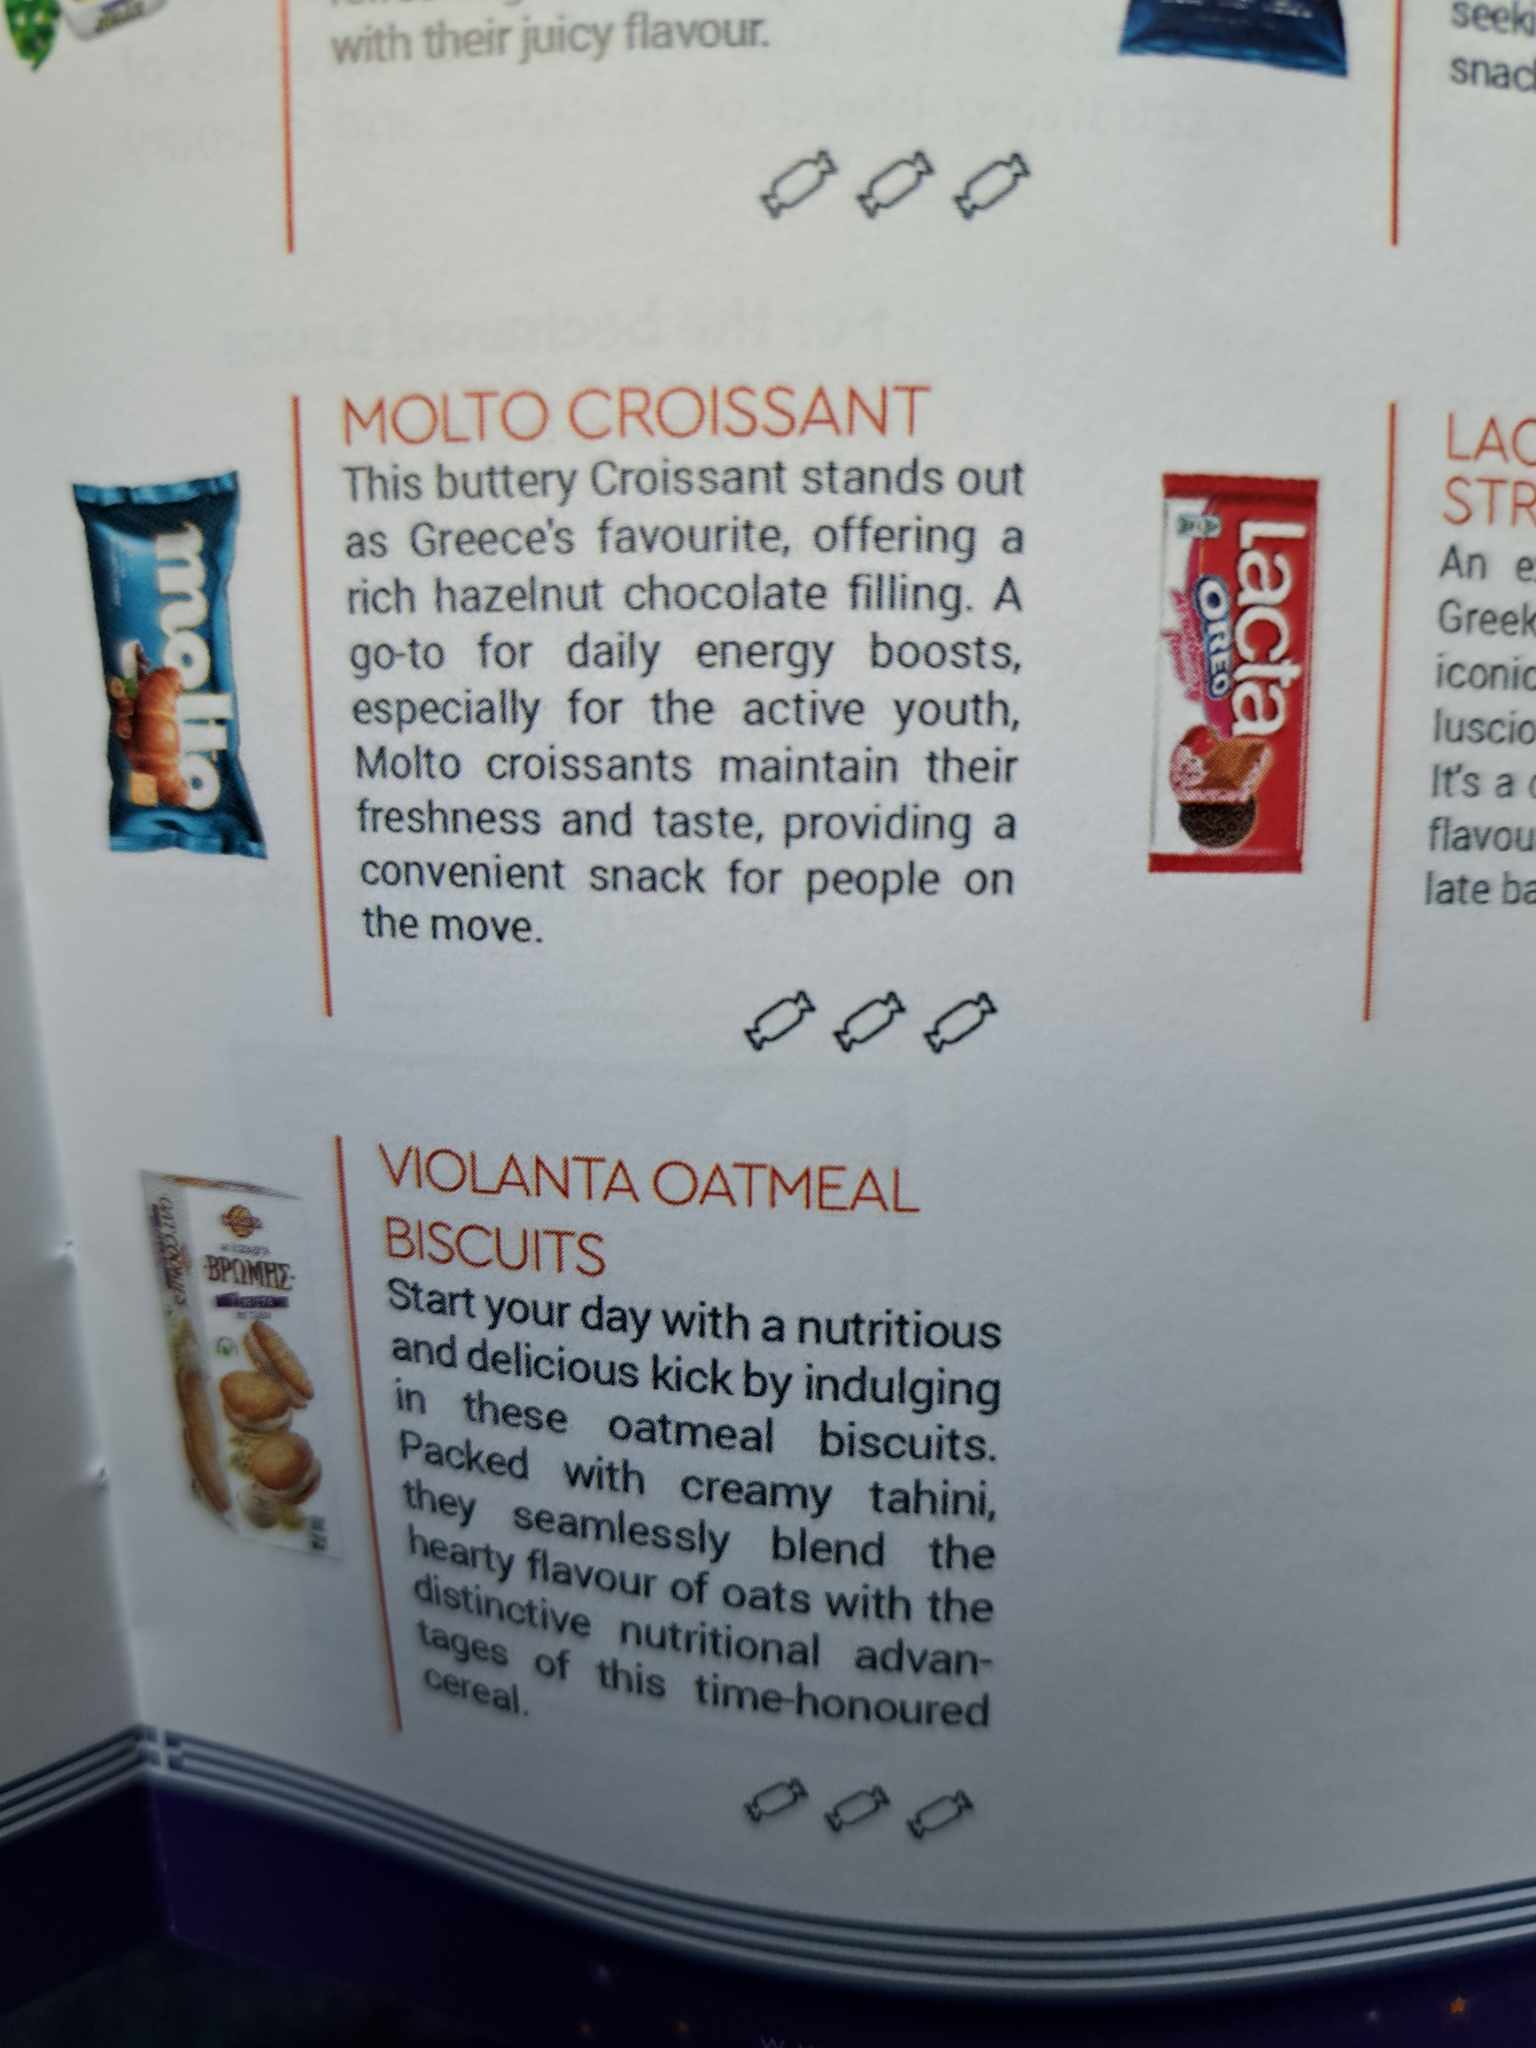 with their juicy flavour.
snac
MOLTO CROISSANT
This buttery Croissant stands out
as Greece's favourite, offering a
rich hazelnut chocolate filling. A
go-to for daily energy boosts,
especially for the active youth,
Molto croissants maintain their
freshness and taste, providing a
convenient snack for people on
the move.
molto
VIOLANTA OATMEAL
BISCUITS
Start your day with a nutritious
and delicious kick by indulging
in these oatmeal biscuits.
Packed with creamy tahini,
they seamlessly blend the
hearty flavour of oats with the
distinctive nutritional advan-
tages of this time-honoured
cereal.
ΒΡΩΜΗΣ
lacta
OREO
LAC
STR
An e
Greek
iconic
luscio
It's a
flavou
late ba